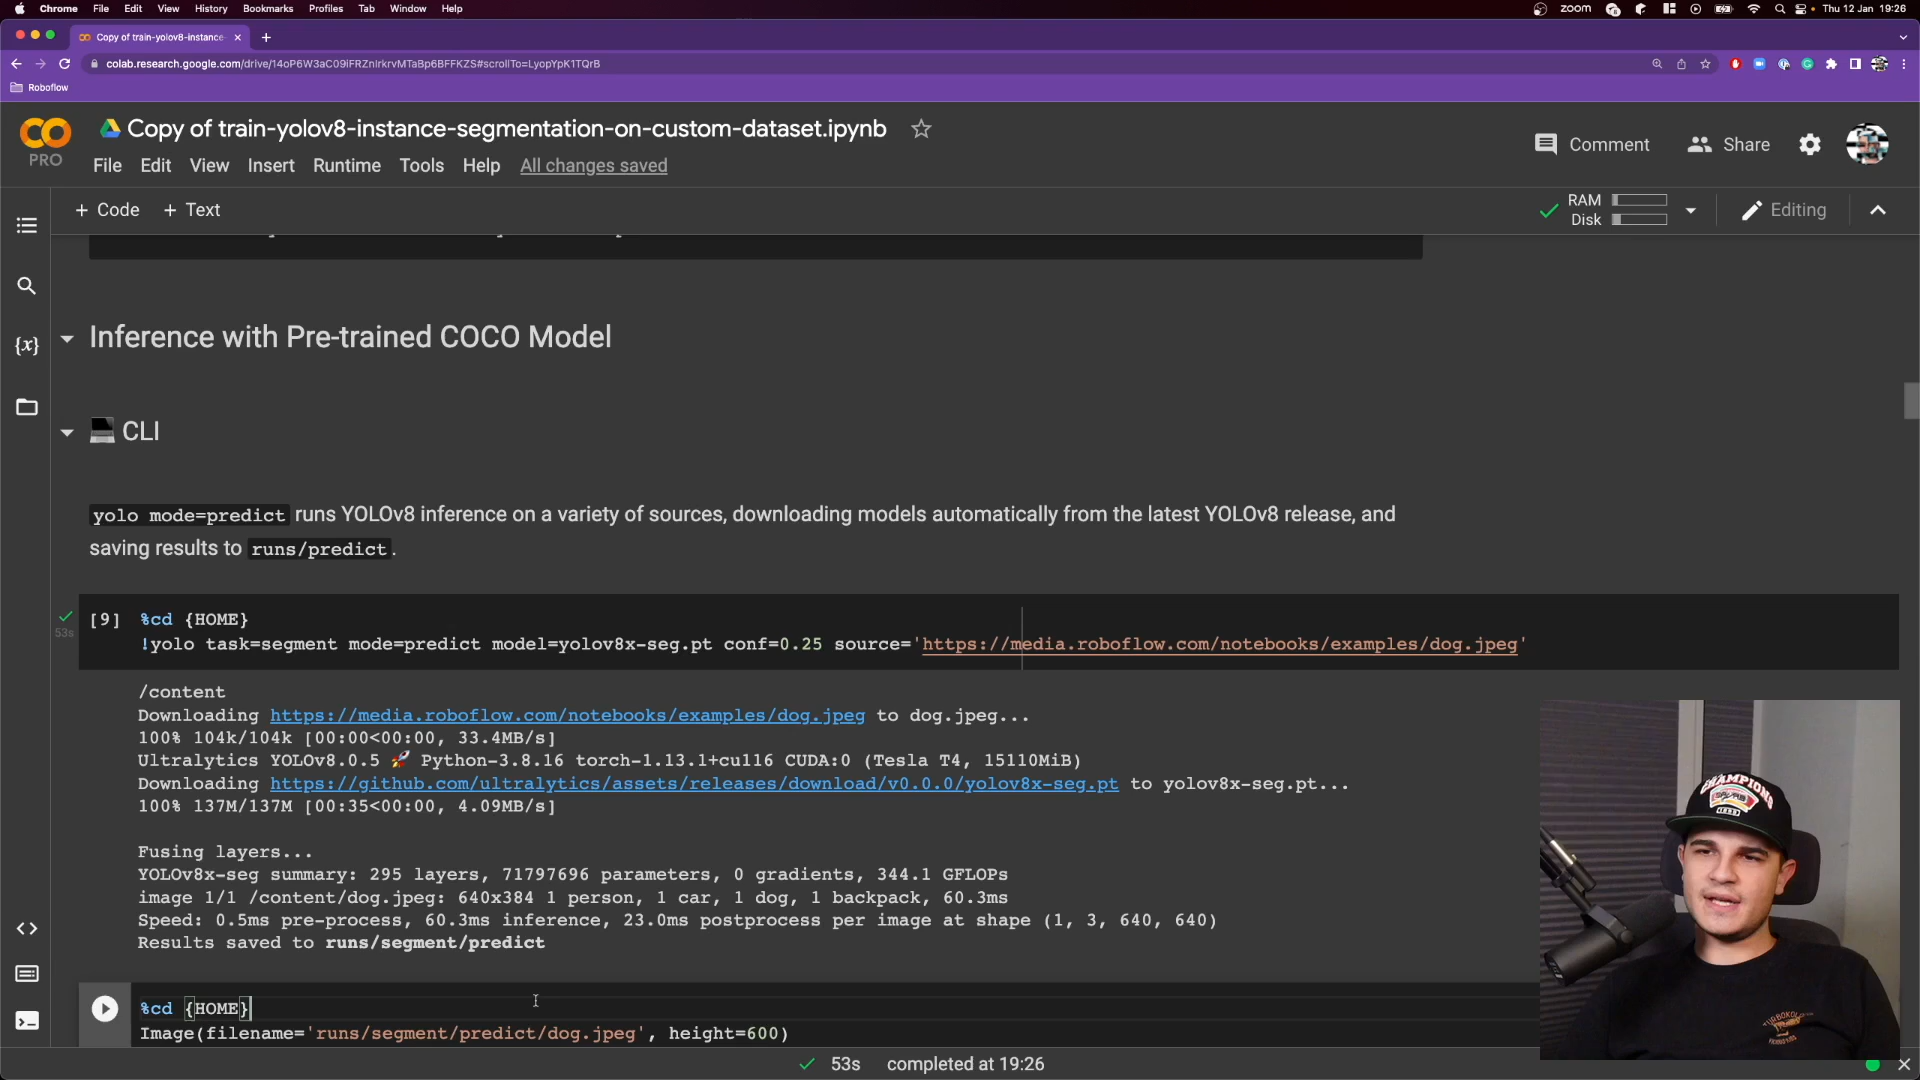 Chrome File Edit View History Bookmarks Profiles Tab Window Help
zoom
Thu 12 Jan 19:26
Copy of train-yolov8-instance-
colab.research.google.com/drive/14oP6W3aC09iFRZnIrkrvMTaBp6BFFKZS#scrollTo=LyopYpK1TQrB
Roboflow
CO
PRO
Copy of train-yolov8-instance-segmentation-on-custom-dataset.ipynb
File Edit View Insert Runtime Tools Help All changes saved
Comment Share
+ Code + Text
RAM
Disk
Editing
Inference with Pre-trained COCO Model
{x}
CLI
yolo mode=predict runs YOLOv8 inference on a variety of sources, downloading models automatically from the latest YOLOv8 release, and
saving results to runs/predict.
53s
[9] %cd {HOME}
!yolo task=segment mode=predict model=yolov8x-seg.pt conf=0.25 source='https://media.roboflow.com/notebooks/examples/dog.jpeg'
/content
Downloading https://media.roboflow.com/notebooks/examples/dog.jpeg to dog.jpeg...
100% 104k/104k [00:00<00:00, 33.4MB/s]
Ultralytics YOLOv8.0.5 🚀 Python-3.8.16 torch-1.13.1+cu116 CUDA:0 (Tesla T4, 15110MiB)
Downloading https://github.com/ultralytics/assets/releases/download/v0.0.0/yolov8x-seg.pt to yolov8x-seg.pt...
100% 137M/137M [00:35<00:00, 4.09MB/s]
Fusing layers...
YOLOv8x-seg summary: 295 layers, 71797696 parameters, 0 gradients, 344.1 GFLOPs
image 1/1 /content/dog.jpeg: 640x384 1 person, 1 car, 1 dog, 1 backpack, 60.3ms
Speed: 0.5ms pre-process, 60.3ms inference, 23.0ms postprocess per image at shape (1, 3, 640, 640)
Results saved to runs/segment/predict
%cd {HOME}
Image(filename='runs/segment/predict/dog.jpeg', height=600)
53s completed at 19:26
CHAMPIONS